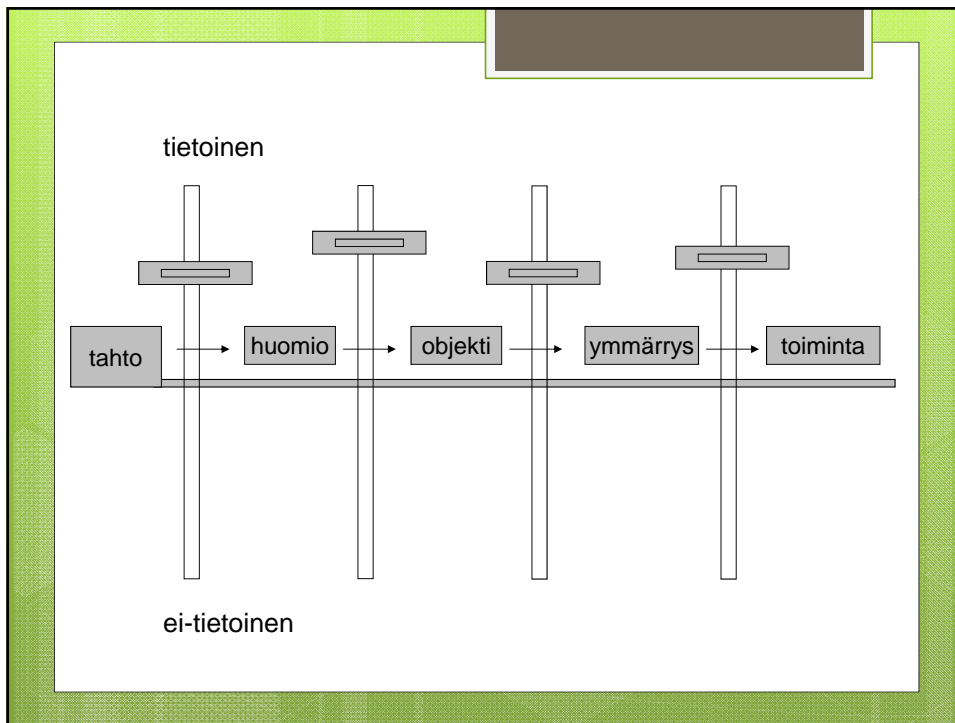 tietoinen
tahto
huomio
objekti
ymmärrys
toiminta
ei-tietoinen